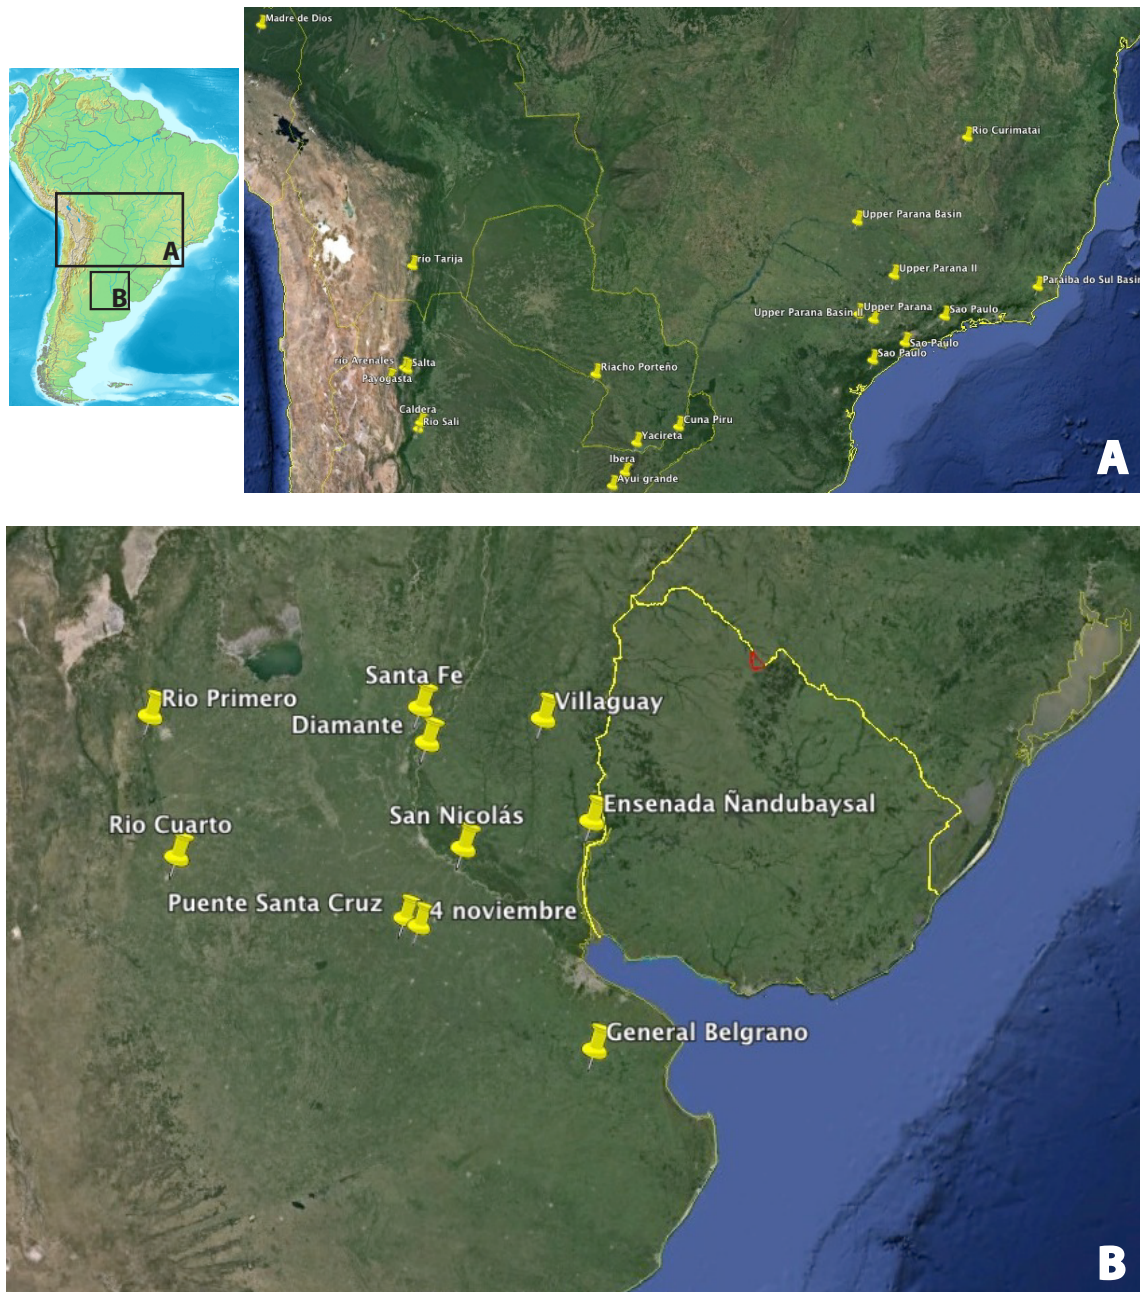 A
B
Madre de Dios
Rio Curimatai
Upper Parana Basin
rio Tarija
Upper Parana II
Paraiba do Sul Basin
Upper Parana Basin II
Upper Parana
Sao Paulo
Sao Paulo
Sao Paulo
rio Arenales
Salta
Payogasta
Riacho Porteño
Caldera
Rio Sali
Cuna Piru
Yacireta
Ibera
Ayui grande
A
Santa Fe
Rio Primero
Villaguay
Diamante
Ensenada Ñandubaysal
San Nicolás
Rio Cuarto
Puente Santa Cruz
4 noviembre
General Belgrano
B